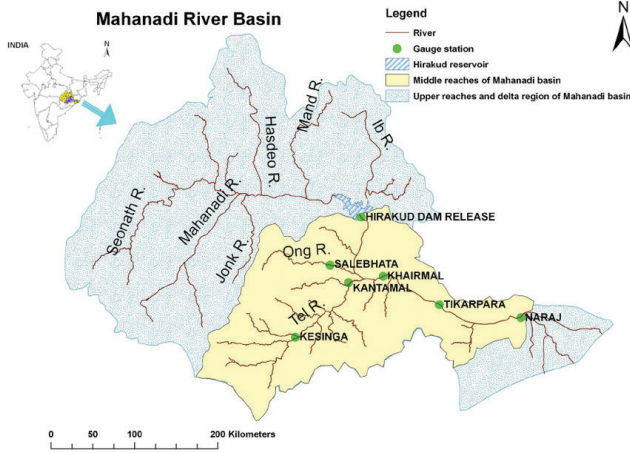 Mahanadi River Basin
INDIA
N
Legend
River
Gauge station
Hirakud reservoir
Middle reaches of Mahanadi basin
Upper reaches and delta region of Mahanadi basin
N
Seonath R.
Mahanadi R.
Hasdeo R.
Mand R.
Ib R.
Jonk R.
HIRAKUD DAM RELEASE
Ong R.
SALEBHATA
KHAIRMAL
KANTAMAL
Tel R.
TIKARPARA
NARAJ
KESINGA
0 50 100 200 Kilometers